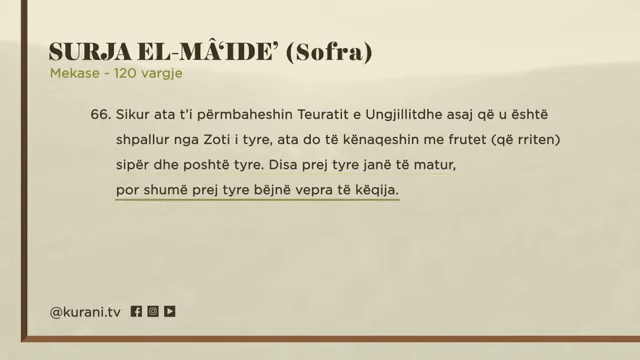 SURJA EL-MÂ‘IDE’ (Sofra)
Mekase - 120 vargje
66. Sikur ata t’i përmbaheshin Teuratit e Ungjillitdhe asaj që u është
shpallur nga Zoti i tyre, ata do të kënaqeshin me frutet (që rriten)
sipër dhe poshtë tyre. Disa prej tyre janë të matur,
por shumë prej tyre bëjnë vepra të këqija.
@kurani.tv